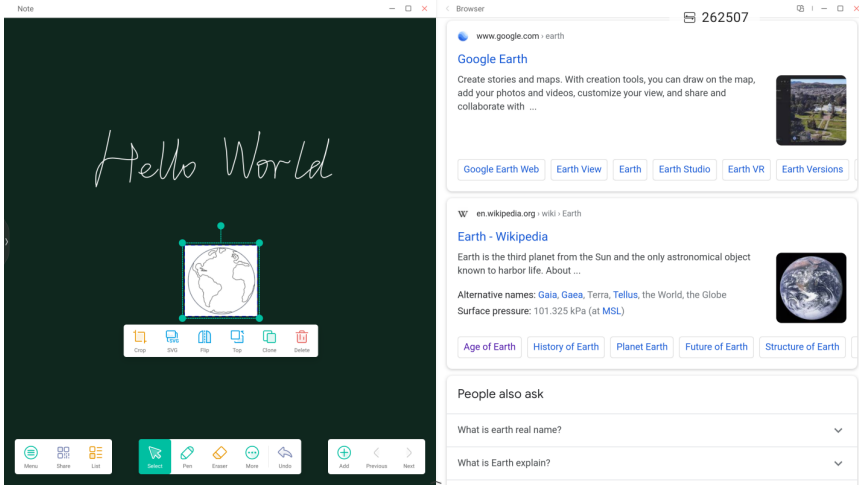 Note
Hello World
Crop SVG Flip Top Clone Delete
Menu Share List Select Pen Eraser More Undo Add Previous Next
Browser
262507
www.google.com › earth
Google Earth
Create stories and maps. With creation tools, you can draw on the map,
add your photos and videos, customize your view, and share and
collaborate with ...
Google Earth Web Earth View Earth Earth Studio Earth VR Earth Versions
W en.wikipedia.org › wiki › Earth
Earth - Wikipedia
Earth is the third planet from the Sun and the only astronomical object
known to harbor life. About ...
Alternative names: Gaia, Gaea, Terra, Tellus, the World, the Globe
Surface pressure: 101.325 kPa (at MSL)
Age of Earth History of Earth Planet Earth Future of Earth Structure of Earth
People also ask
What is earth real name?
What is Earth explain?